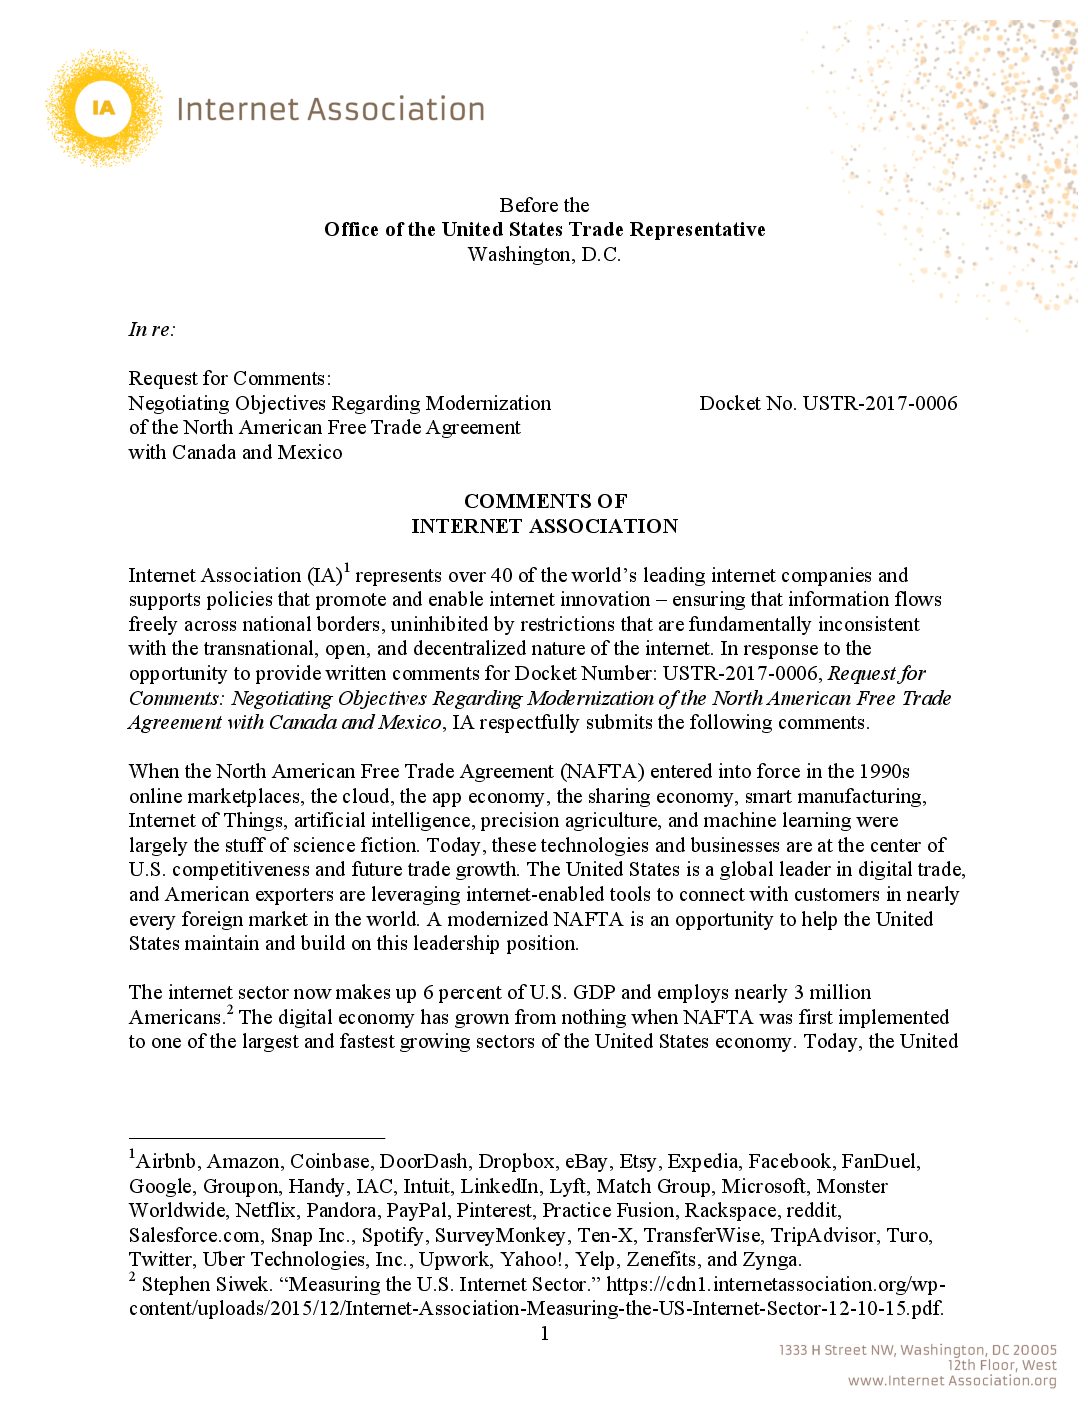 IA Internet Association
Before the
Office of the United States Trade Representative
Washington, D.C.
In re:
Request for Comments:
Negotiating Objectives Regarding Modernization Docket No. USTR-2017-0006
of the North American Free Trade Agreement
with Canada and Mexico
COMMENTS OF
INTERNET ASSOCIATION
Internet Association (IA)1 represents over 40 of the world’s leading internet companies and
supports policies that promote and enable internet innovation – ensuring that information flows
freely across national borders, uninhibited by restrictions that are fundamentally inconsistent
with the transnational, open, and decentralized nature of the internet. In response to the
opportunity to provide written comments for Docket Number: USTR-2017-0006, Request for
Comments: Negotiating Objectives Regarding Modernization of the North American Free Trade
Agreement with Canada and Mexico, IA respectfully submits the following comments.
When the North American Free Trade Agreement (NAFTA) entered into force in the 1990s
online marketplaces, the cloud, the app economy, the sharing economy, smart manufacturing,
Internet of Things, artificial intelligence, precision agriculture, and machine learning were
largely the stuff of science fiction. Today, these technologies and businesses are at the center of
U.S. competitiveness and future trade growth. The United States is a global leader in digital trade,
and American exporters are leveraging internet-enabled tools to connect with customers in nearly
every foreign market in the world. A modernized NAFTA is an opportunity to help the United
States maintain and build on this leadership position.
The internet sector now makes up 6 percent of U.S. GDP and employs nearly 3 million
Americans.2 The digital economy has grown from nothing when NAFTA was first implemented
to one of the largest and fastest growing sectors of the United States economy. Today, the United
1Airbnb, Amazon, Coinbase, DoorDash, Dropbox, eBay, Etsy, Expedia, Facebook, FanDuel,
Google, Groupon, Handy, IAC, Intuit, LinkedIn, Lyft, Match Group, Microsoft, Monster
Worldwide, Netflix, Pandora, PayPal, Pinterest, Practice Fusion, Rackspace, reddit,
Salesforce.com, Snap Inc., Spotify, SurveyMonkey, Ten-X, TransferWise, TripAdvisor, Turo,
Twitter, Uber Technologies, Inc., Upwork, Yahoo!, Yelp, Zenefits, and Zynga.
2 Stephen Siwek. “Measuring the U.S. Internet Sector.” https://cdn1.internetassociation.org/wp-
content/uploads/2015/12/Internet-Association-Measuring-the-US-Internet-Sector-12-10-15.pdf.
1
1333 H Street NW, Washington, DC 20005
12th Floor, West
www.Internet Association.org